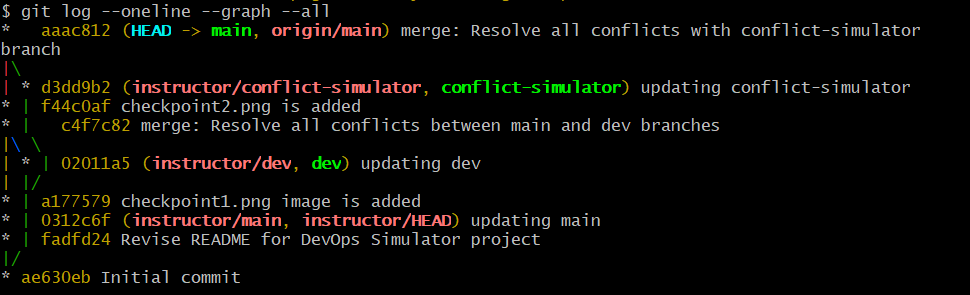 $ git log --oneline --graph --all
*   aaac812 (HEAD -> main, origin/main) merge: Resolve all conflicts with conflict-simulator
branch
|\
| * d3dd9b2 (instructor/conflict-simulator, conflict-simulator) updating conflict-simulator
* | f44c0af checkpoint2.png is added
* |   c4f7c82 merge: Resolve all conflicts between main and dev branches
|\ \
| * | 02011a5 (instructor/dev, dev) updating dev
| |/
* | a177579 checkpoint1.png image is added
* | 0312c6f (instructor/main, instructor/HEAD) updating main
* | fadfd24 Revise README for DevOps Simulator project
|/
* ae630eb Initial commit